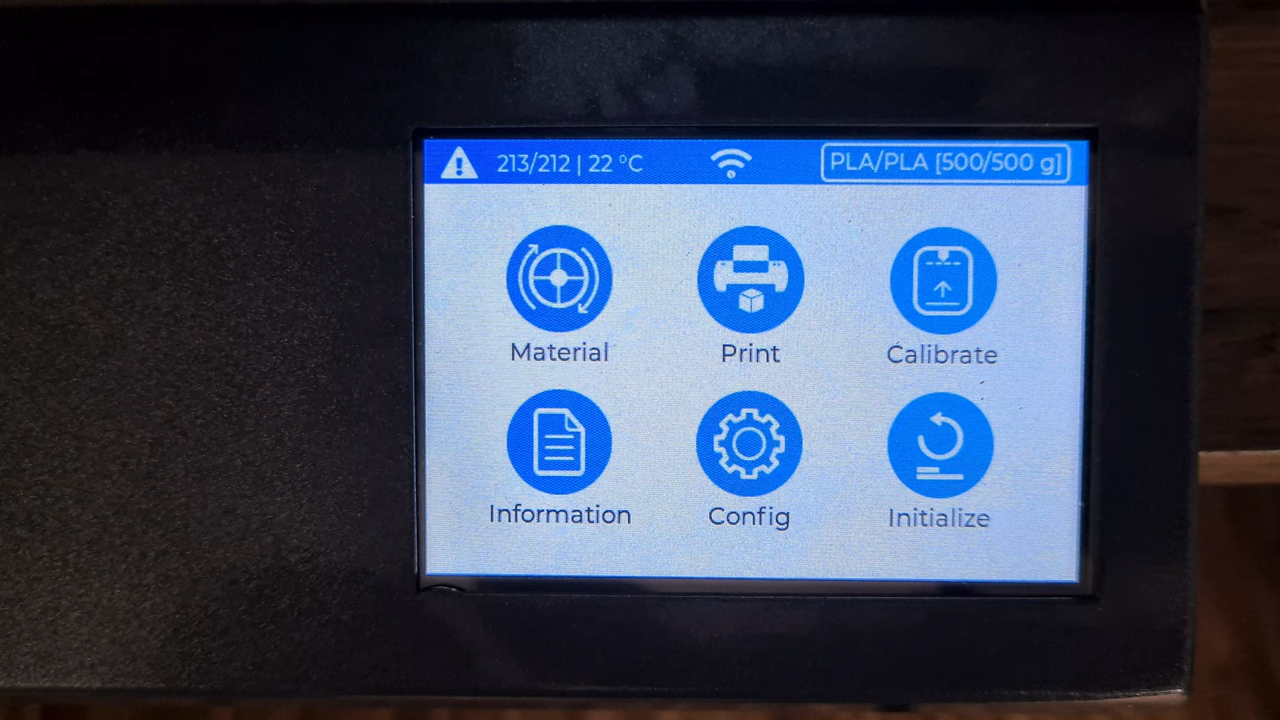 213/212 | 22 °C PLA/PLA [500/500 g]
Material Print Calibrate
Information Config Initialize